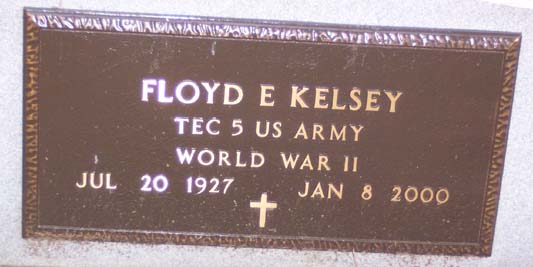 FLOYD E KELSEY
TEC 5 US ARMY
WORLD WAR II
JUL 20 1927 JAN 8 2000